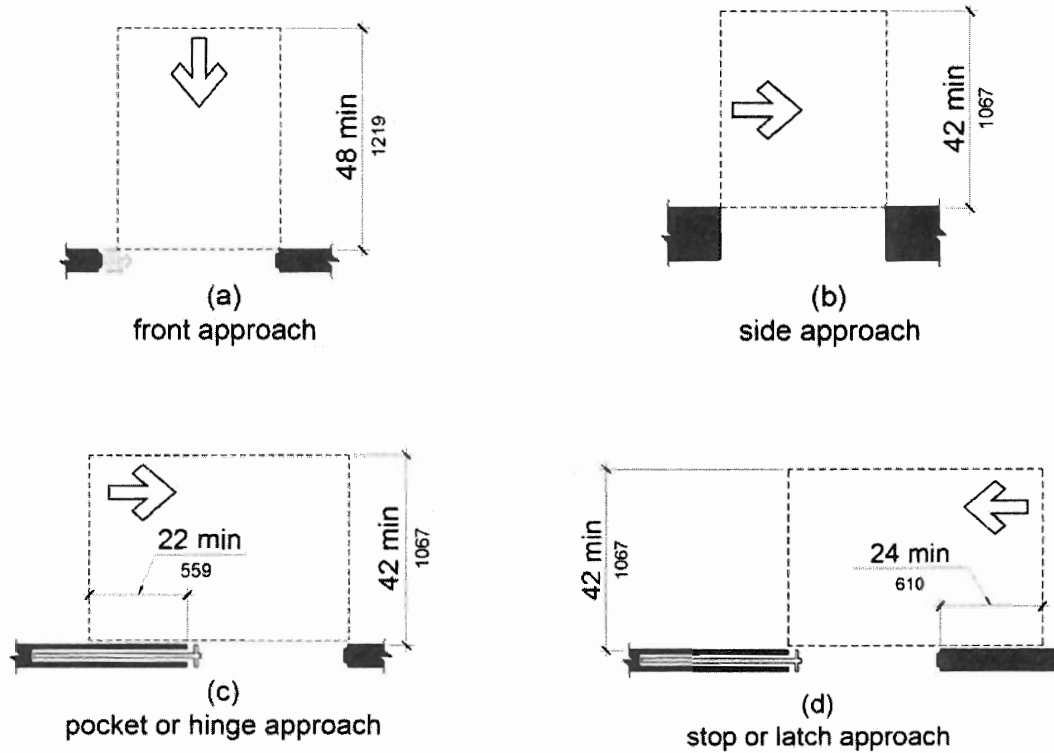 48 min
1219
(a)
front approach
42 min
1067
(b)
side approach
22 min
559
42 min
1067
(c)
pocket or hinge approach
42 min
1067
24 min
610
(d)
stop or latch approach